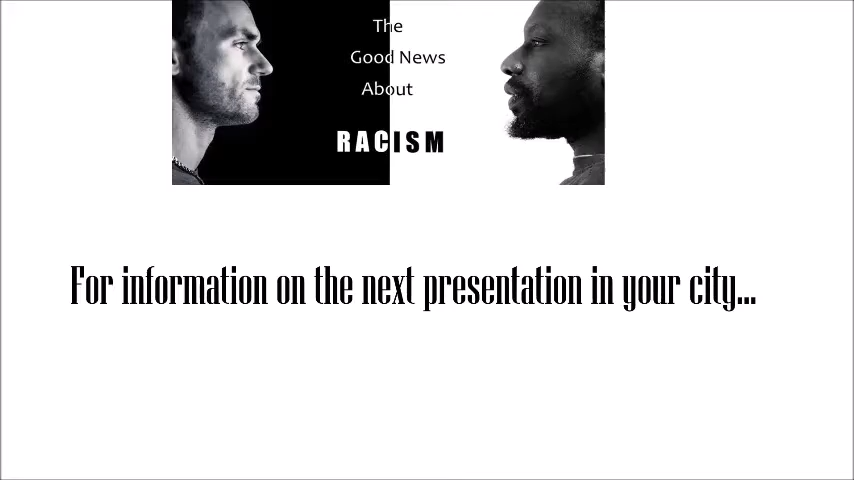 The
Good News
About
RACISM
For information on the next presentation in your city...